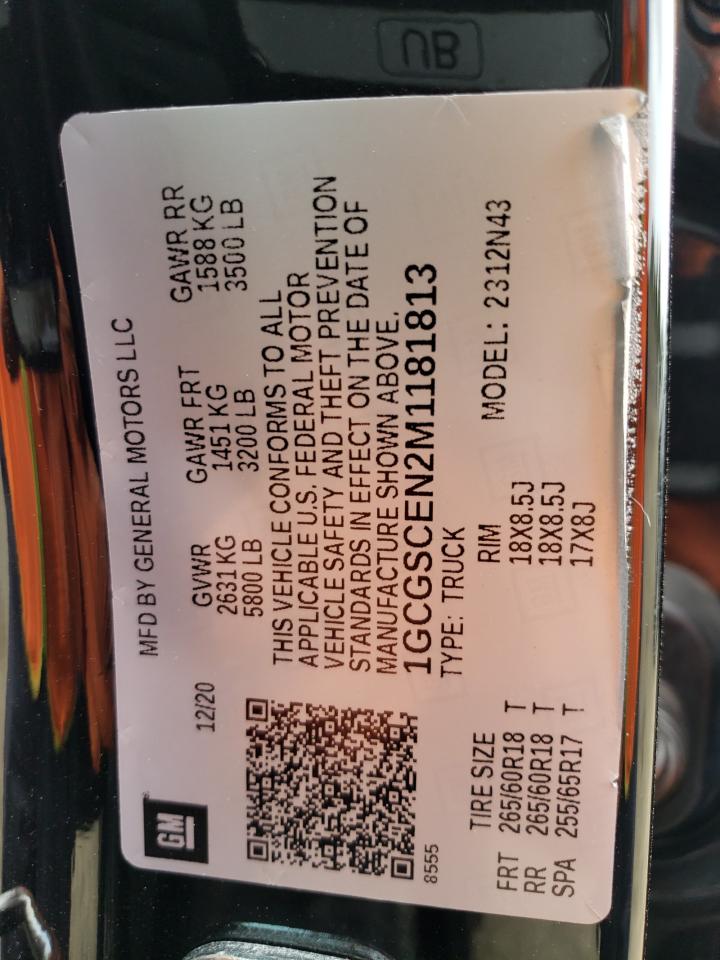 UB
GM
MFD BY GENERAL MOTORS LLC
12/20
GVWR GAWR FRT GAWR RR
2631 KG 1451 KG 1588 KG
5800 LB 3200 LB 3500 LB
THIS VEHICLE CONFORMS TO ALL
APPLICABLE U.S. FEDERAL MOTOR
VEHICLE SAFETY AND THEFT PREVENTION
STANDARDS IN EFFECT ON THE DATE OF
MANUFACTURE SHOWN ABOVE.
1GCGSCEN2M1181813
8555
TYPE: TRUCK
TIRE SIZE RIM MODEL: 2312N43
FRT 265/60R18 T 18X8.5J
RR 265/60R18 T 18X8.5J
SPA 255/65R17 T 17X8J